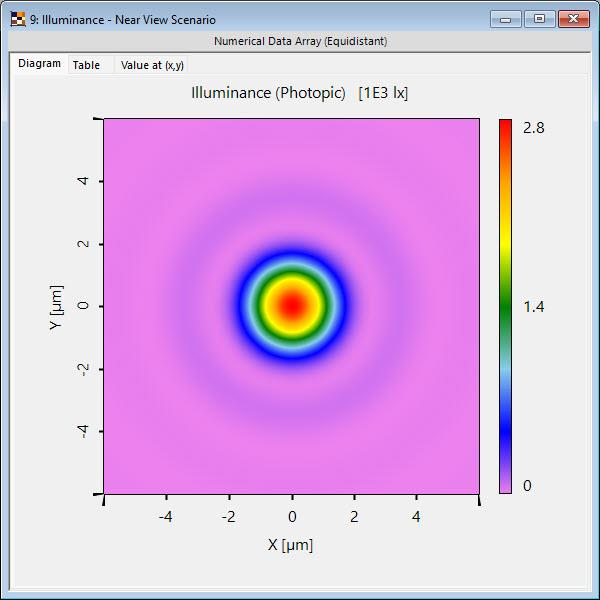 9: Illuminance - Near View Scenario
Numerical Data Array (Equidistant)
Diagram Table Value at (x,y)
Illuminance (Photopic) [1E3 lx]
2.8
1.4
0
Y [µm]
4
2
0
-2
-4
-4 -2 0 2 4
X [µm]